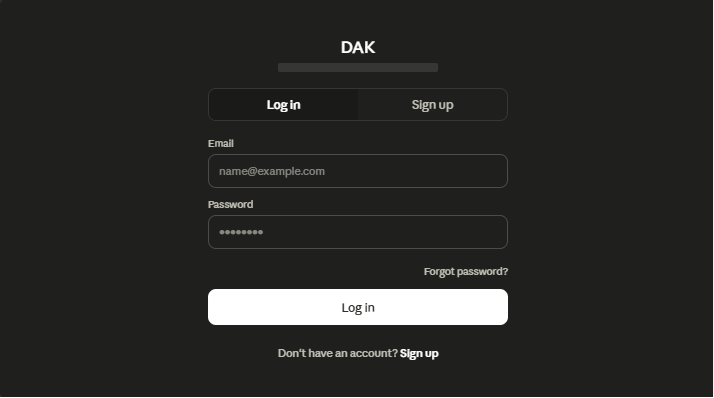 DAK
Log in
Sign up
Email
name@example.com
Password
••••••••
Forgot password?
Log in
Don't have an account? Sign up